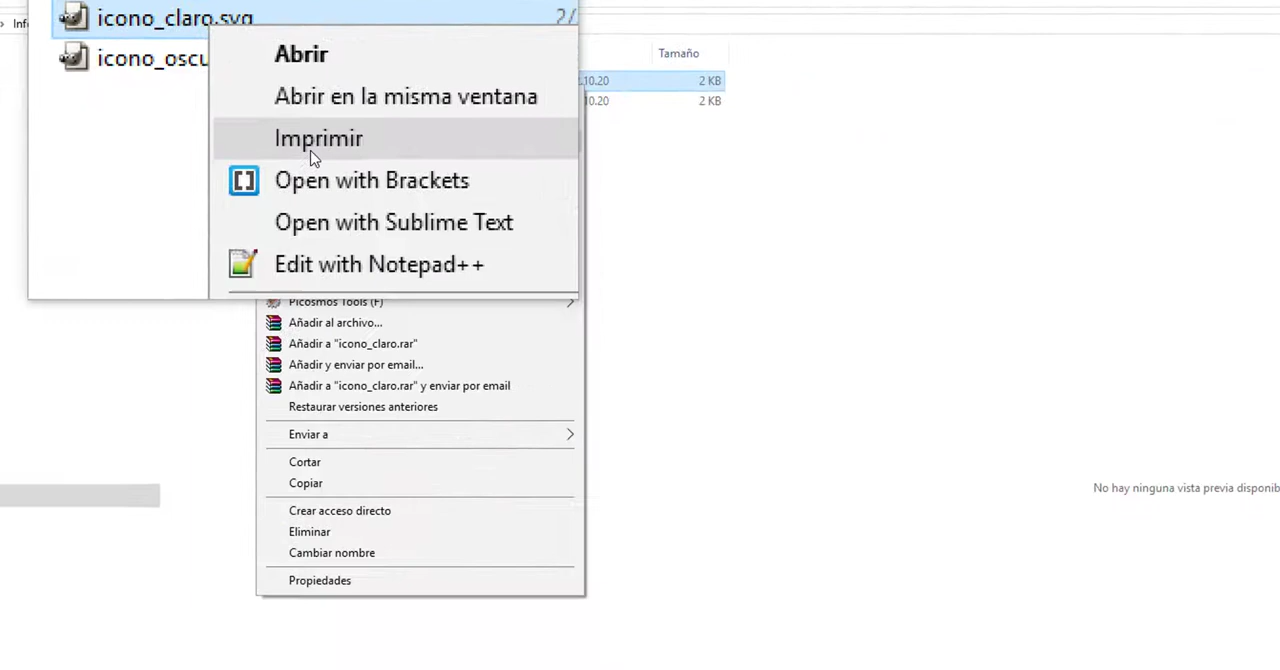 icono_claro.svg 2/
Inf
icono_oscu
Tamaño
Abrir
.10.20 2 KB
Abrir en la misma ventana
.10.20 2 KB
Imprimir
Open with Brackets
Open with Sublime Text
Edit with Notepad++
Picosmos Tools (F)
Añadir al archivo...
Añadir a "icono_claro.rar"
Añadir y enviar por email...
Añadir a "icono_claro.rar" y enviar por email
Restaurar versiones anteriores
Enviar a
Cortar
Copiar
No hay ninguna vista previa disponib
Crear acceso directo
Eliminar
Cambiar nombre
Propiedades